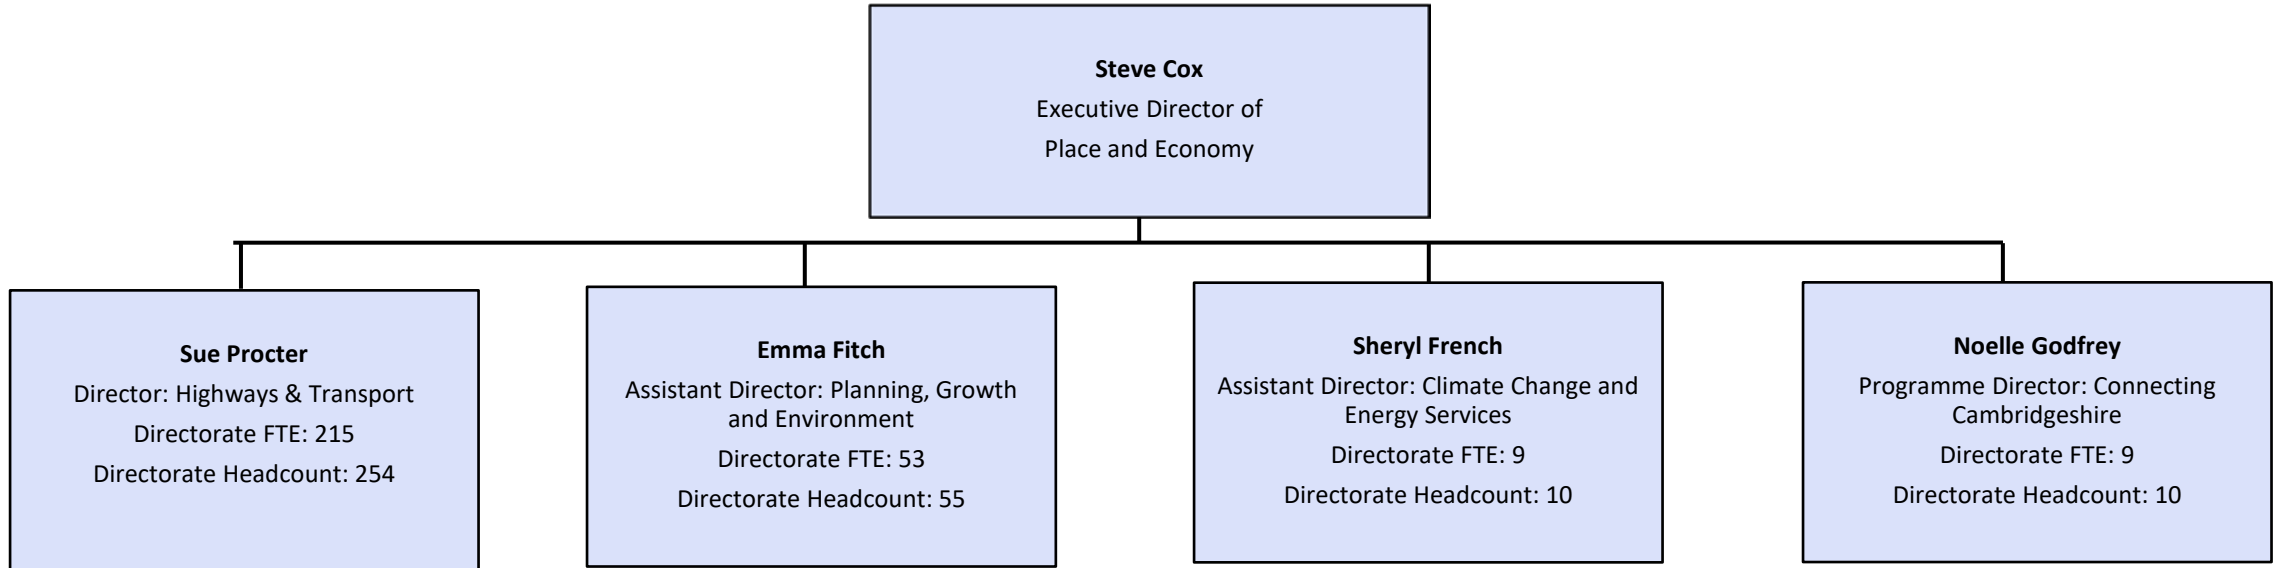 Steve Cox
Executive Director of
Place and Economy
Sue Procter
Director: Highways & Transport
Directorate FTE: 215
Directorate Headcount: 254
Emma Fitch
Assistant Director: Planning, Growth
and Environment
Directorate FTE: 53
Directorate Headcount: 55
Sheryl French
Assistant Director: Climate Change and
Energy Services
Directorate FTE: 9
Directorate Headcount: 10
Noelle Godfrey
Programme Director: Connecting
Cambridgeshire
Directorate FTE: 9
Directorate Headcount: 10